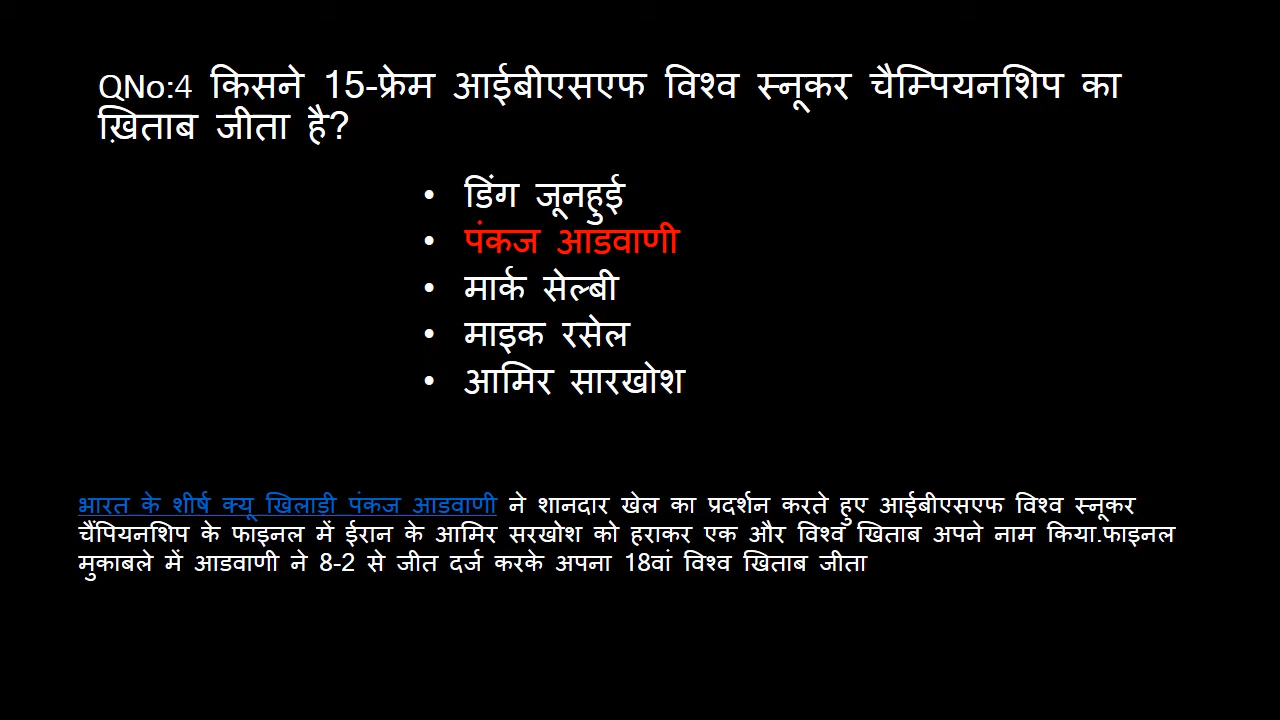 QNo:4 किसने 15-फ्रेम आईबीएसएफ विश्व स्नूकर चैम्पियनशिप का
ख़िताब जीता है?
• डिंग जूनहुई
• पंकज आडवाणी
• मार्क सेल्बी
• माइक रसेल
• आमिर सारखोश
भारत के शीर्ष क्यू खिलाड़ी पंकज आडवाणी ने शानदार खेल का प्रदर्शन करते हुए आईबीएसएफ विश्व स्नूकर
चैंपियनशिप के फाइनल में ईरान के आमिर सरखोश को हराकर एक और विश्व खिताब अपने नाम किया.फाइनल
मुकाबले में आडवाणी ने 8-2 से जीत दर्ज करके अपना 18वां विश्व खिताब जीता